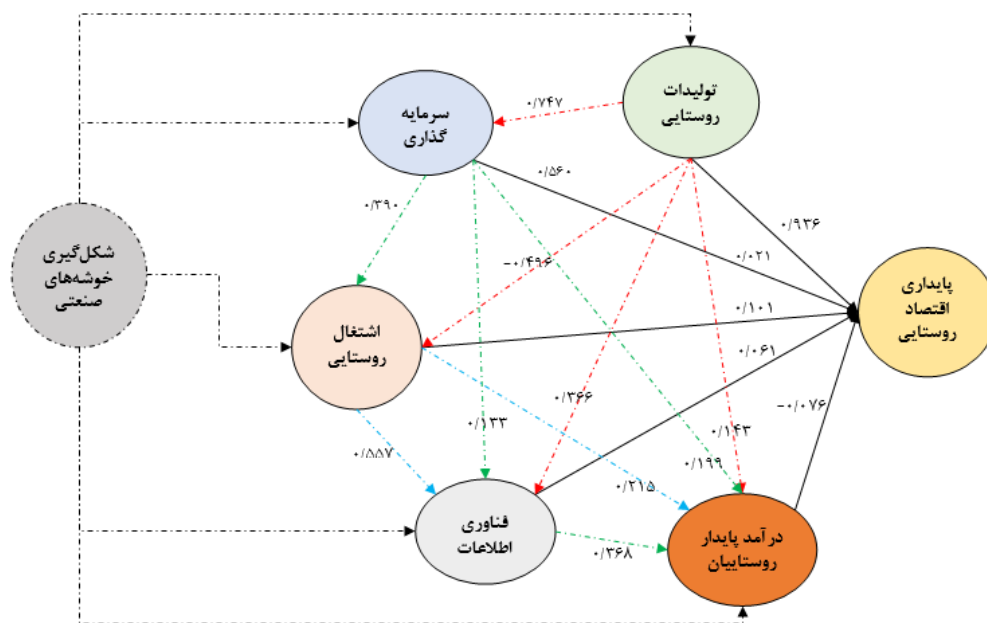 تولیدات
روستایی
سرمایه
گذاری
۰/۷۴۷
۰/۵۶۰
۰/۳۹۰
۰/۹۳۶
شکل‌گیری
خوشه‌های
صنعتی
-۰/۴۹۶
۰/۰۲۱
پایداری
اقتصاد
روستایی
اشتغال
روستایی
۰/۱۰۱
۰/۰۶۱
۰/۳۶۶
-۰/۰۷۶
۰/۱۳۳
۰/۱۴۳
۰/۵۵۷
۰/۱۹۹
۰/۲۱۵
فناوری
اطلاعات
درآمد پایدار
روستاییان
۰/۳۶۸